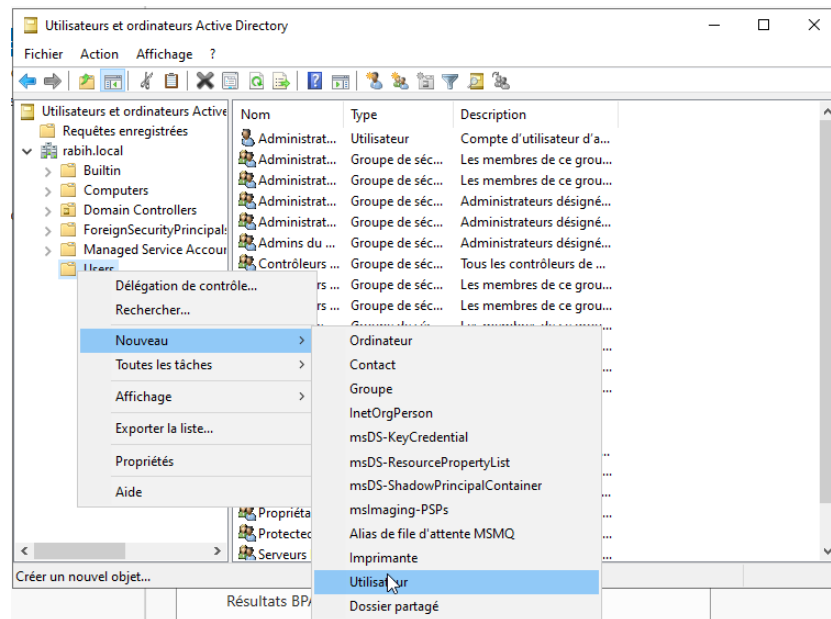 Utilisateurs et ordinateurs Active Directory
Fichier Action Affichage ?
Utilisateurs et ordinateurs Active
Requêtes enregistrées
rabih.local
Builtin
Computers
Domain Controllers
ForeignSecurityPrincipals
Managed Service Accour
Users
Nom Type Description
Administrat... Utilisateur Compte d'utilisateur d'a...
Administrat... Groupe de séc... Les membres de ce grou...
Administrat... Groupe de séc... Les membres de ce grou...
Administrat... Groupe de séc... Administrateurs désigné...
Administrat... Groupe de séc... Administrateurs désigné...
Admins du ... Groupe de séc... Administrateurs désigné...
Contrôleurs ... Groupe de séc... Tous les contrôleurs de ...
rs ... Groupe de séc... Les membres de ce grou...
rs ... Groupe de séc... Les membres de ce grou...
Propriéta
Protected
Serveurs
Délégation de contrôle...
Rechercher...
Nouveau
Toutes les tâches
Affichage
Exporter la liste...
Propriétés
Aide
Ordinateur
Contact
Groupe
InetOrgPerson
msDS-KeyCredential
msDS-ResourcePropertyList
msDS-ShadowPrincipalContainer
msImaging-PSPs
Alias de file d'attente MSMQ
Imprimante
Utilisateur
Dossier partagé
Créer un nouvel objet...
Résultats BPA